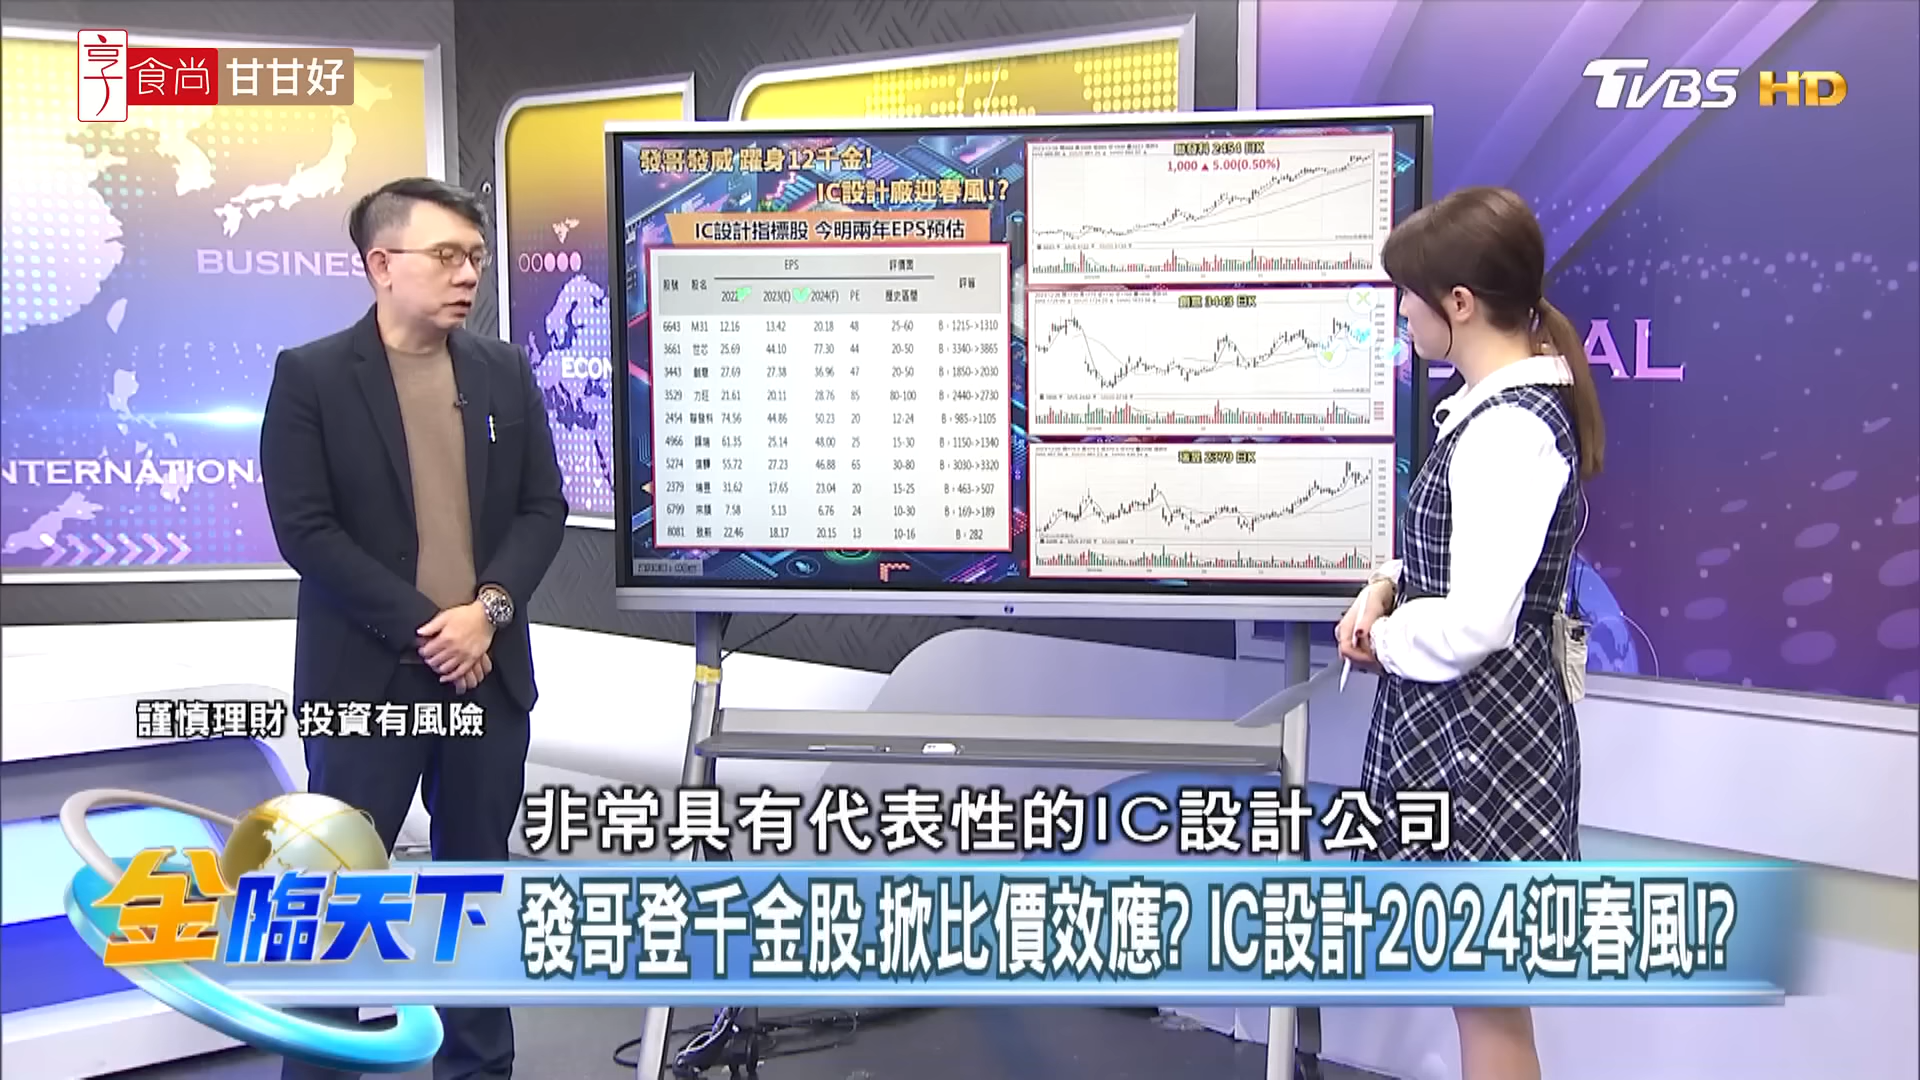 享
食尚 甘甘好
TVBS HD
BUSINES
ECON
NTERNATIONA
AL
發哥發威 躍身12千金!
IC設計廠迎春風!?
IC設計指標股 今明兩年EPS預估
股號 股名 EPS 評價面 評等
2022 2023(E) 2024(F) PE 歷史區間
6643 M31 12.16 13.42 20.18 48 25-60 B,1215->1310
3661 世芯 25.69 44.10 77.30 44 20-50 B,3340->3865
3443 創意 27.69 27.38 36.96 47 20-50 B,1850->2030
3529 力旺 21.61 20.11 28.76 85 80-100 B,2440->2730
2454 聯發科 74.56 44.86 50.23 20 12-24 B,985->1105
4966 譜瑞 61.35 25.14 48.00 25 15-30 B,1150->1340
5274 信驊 55.72 27.23 46.88 65 30-80 B,3030->3320
2379 瑞昱 31.62 17.65 23.04 20 15-25 B,463->507
6799 來頡 7.58 5.13 6.76 24 10-30 B,169->189
8081 致新 22.46 18.17 20.15 13 10-16 B,282
聯發科 2454 日K
1,000 ▲ 5.00(0.50%)
創意 3443 日K
瑞昱 2379 日K
謹慎理財 投資有風險
非常具有代表性的IC設計公司
金臨天下
發哥登千金股.掀比價效應? IC設計2024迎春風!?